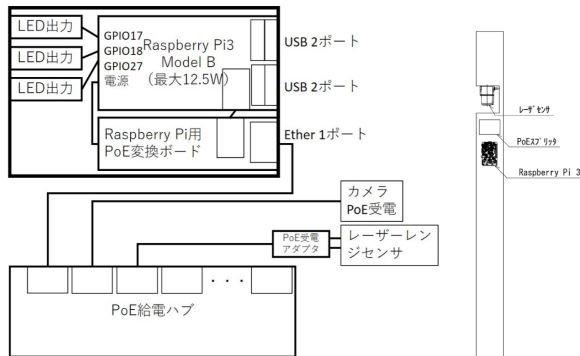 LED出力
LED出力
LED出力
GPIO17
GPIO18
GPIO27
電源
Raspberry Pi3
Model B
（最大12.5W）
USB 2ポート
USB 2ポート
Raspberry Pi用
PoE変換ボード
Ether 1ポート
カメラ
PoE受電
PoE受電
アダプタ
レーザーレン
ジセンサ
・・・
PoE給電ハブ
ﾚｰｻﾞｾﾝｻ
PoEｽﾌﾟﾘｯﾀ
Raspberry Pi 3